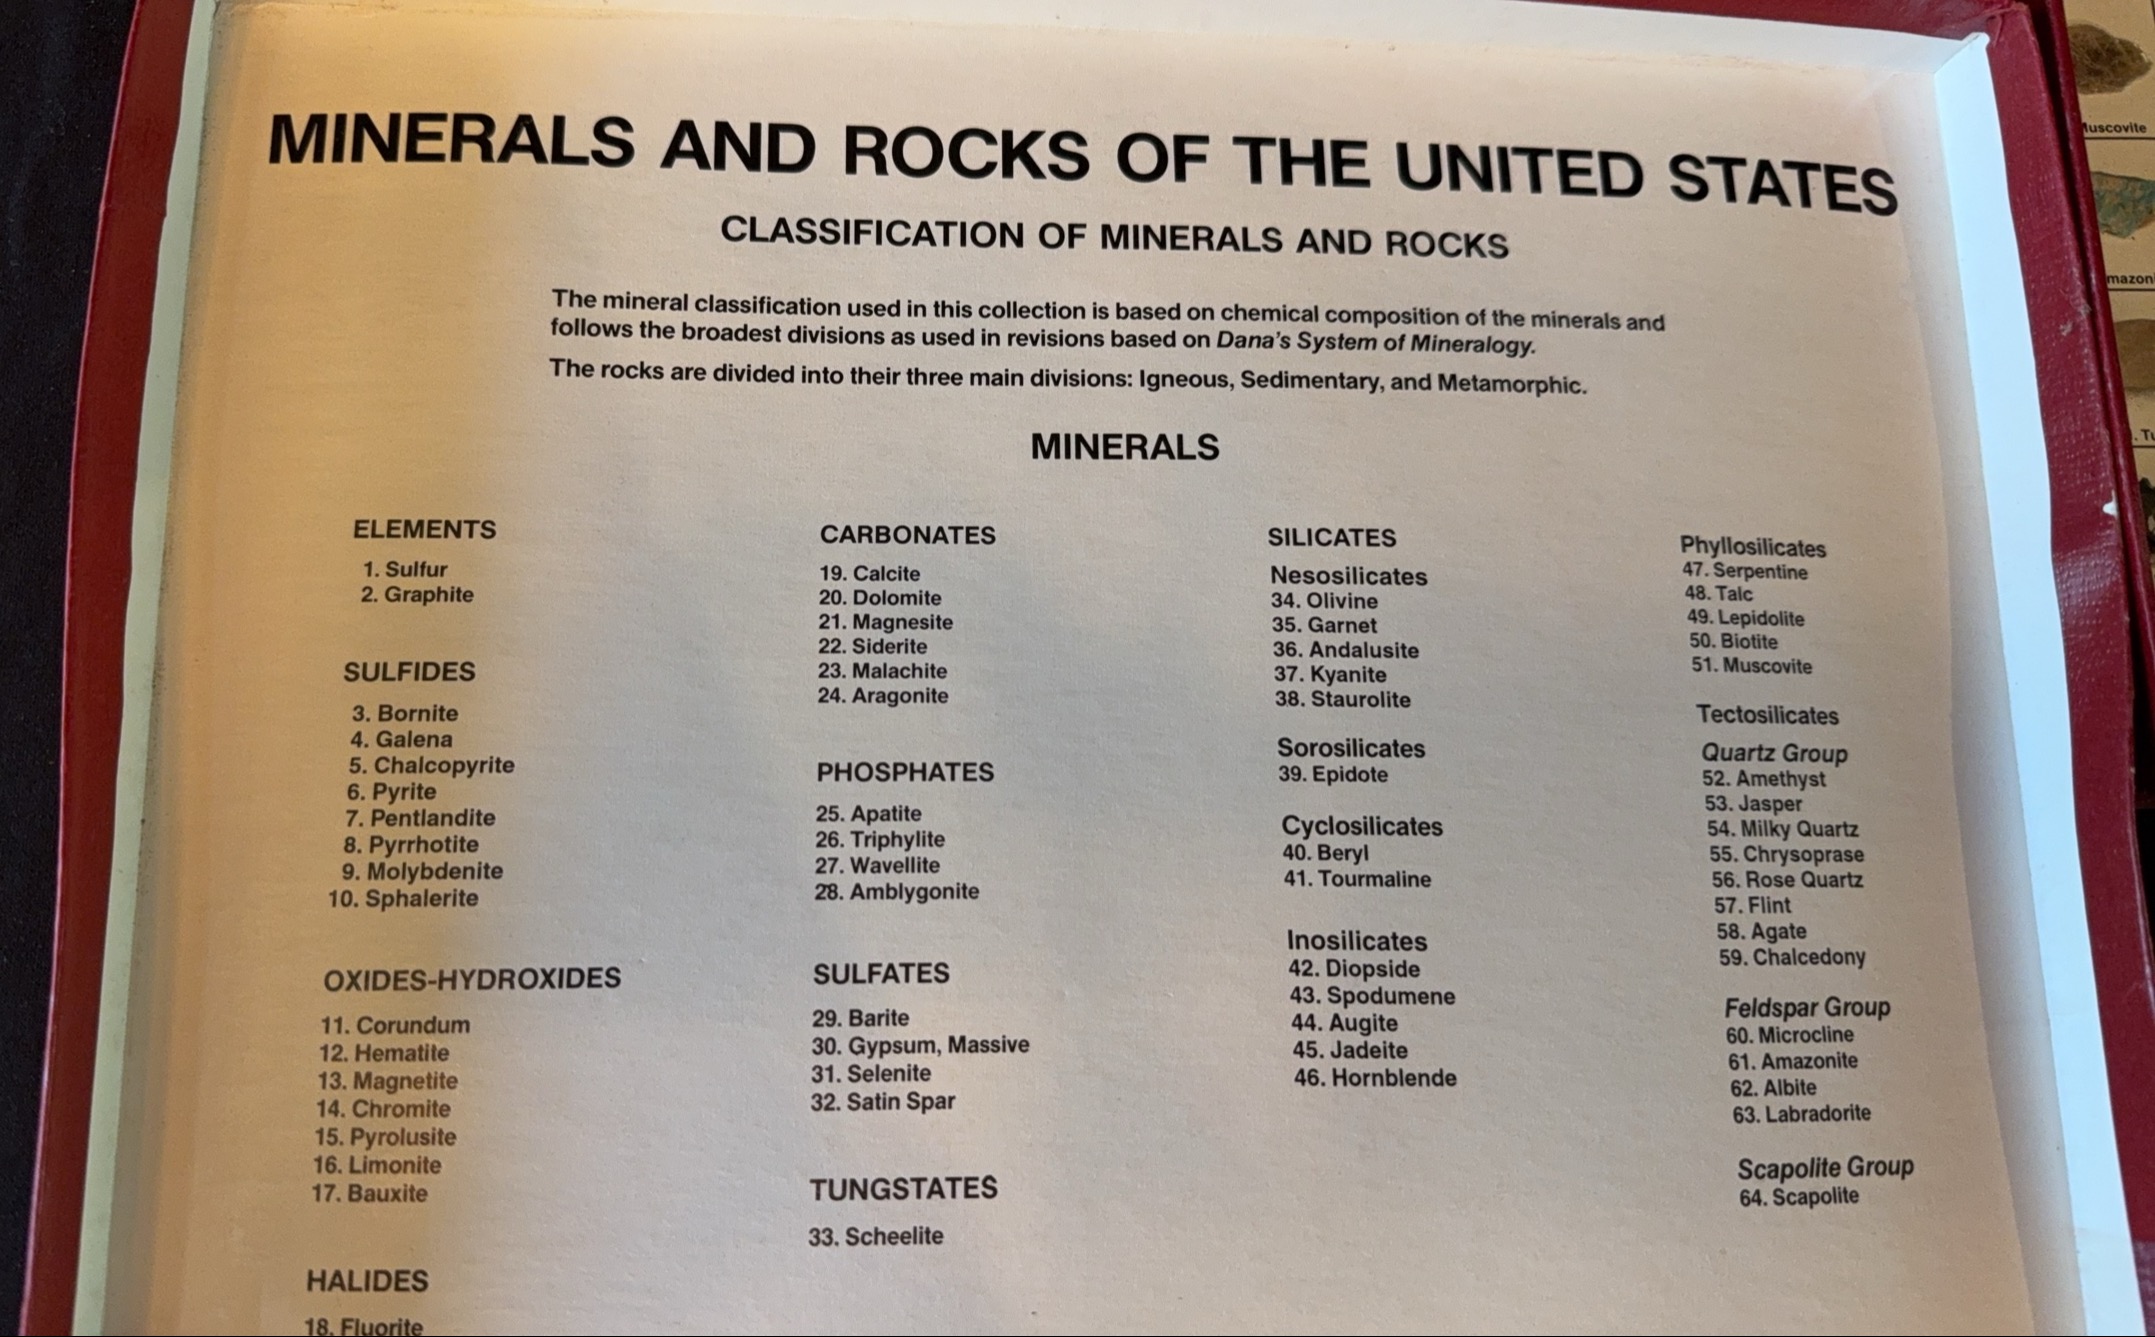 MINERALS AND ROCKS OF THE UNITED STATES
CLASSIFICATION OF MINERALS AND ROCKS
The mineral classification used in this collection is based on chemical composition of the minerals and
follows the broadest divisions as used in revisions based on Dana's System of Mineralogy.
The rocks are divided into their three main divisions: Igneous, Sedimentary, and Metamorphic.
MINERALS
ELEMENTS
1. Sulfur
2. Graphite
SULFIDES
3. Bornite
4. Galena
5. Chalcopyrite
6. Pyrite
7. Pentlandite
8. Pyrrhotite
9. Molybdenite
10. Sphalerite
OXIDES-HYDROXIDES
11. Corundum
12. Hematite
13. Magnetite
14. Chromite
15. Pyrolusite
16. Limonite
17. Bauxite
HALIDES
18. Fluorite
CARBONATES
19. Calcite
20. Dolomite
21. Magnesite
22. Siderite
23. Malachite
24. Aragonite
PHOSPHATES
25. Apatite
26. Triphylite
27. Wavellite
28. Amblygonite
SULFATES
29. Barite
30. Gypsum, Massive
31. Selenite
32. Satin Spar
TUNGSTATES
33. Scheelite
SILICATES
Nesosilicates
34. Olivine
35. Garnet
36. Andalusite
37. Kyanite
38. Staurolite
Sorosilicates
39. Epidote
Cyclosilicates
40. Beryl
41. Tourmaline
Inosilicates
42. Diopside
43. Spodumene
44. Augite
45. Jadeite
46. Hornblende
Phyllosilicates
47. Serpentine
48. Talc
49. Lepidolite
50. Biotite
51. Muscovite
Tectosilicates
Quartz Group
52. Amethyst
53. Jasper
54. Milky Quartz
55. Chrysoprase
56. Rose Quartz
57. Flint
58. Agate
59. Chalcedony
Feldspar Group
60. Microcline
61. Amazonite
62. Albite
63. Labradorite
Scapolite Group
64. Scapolite